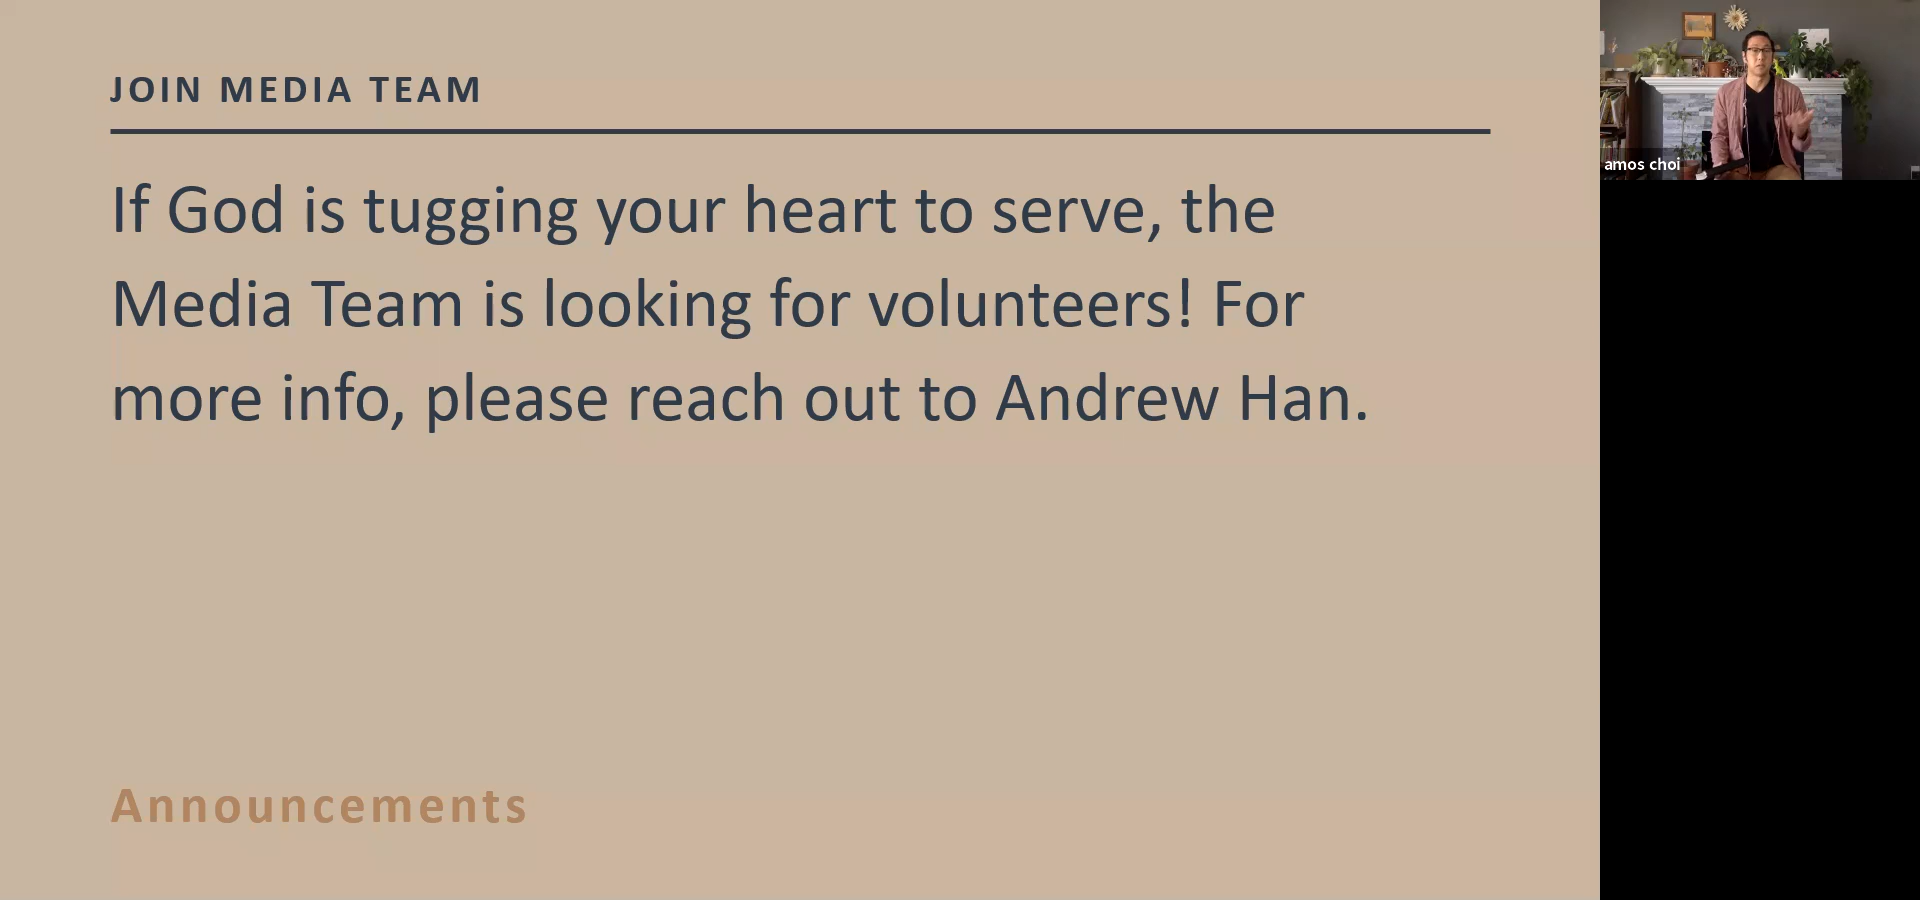 JOIN MEDIA TEAM
If God is tugging your heart to serve, the
Media Team is looking for volunteers! For
more info, please reach out to Andrew Han.
Announcements
amos choi